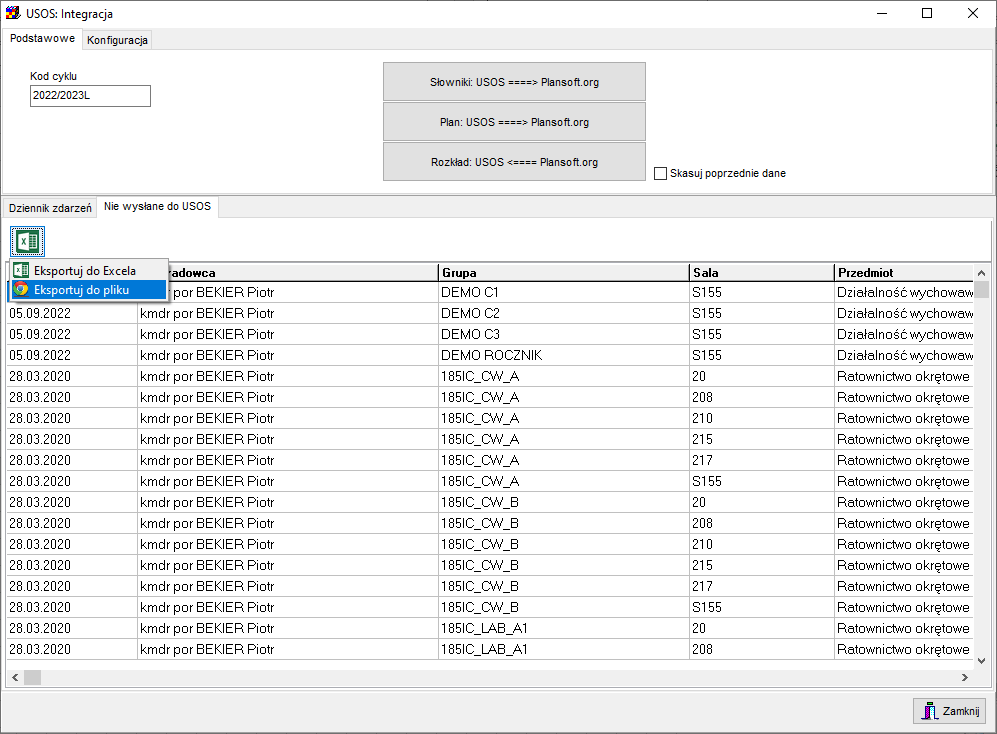 USOS: Integracja
Podstawowe Konfiguracja
Kod cyklu
2022/2023L
Słowniki: USOS ====> Plansoft.org
Plan: USOS ====> Plansoft.org
Rozkład: USOS <==== Plansoft.org
Skasuj poprzednie dane
Dziennik zdarzeń Nie wysłane do USOS
Eksportuj do Excela
Eksportuj do pliku
adowca Grupa Sala Przedmiot
r por BEKIER Piotr DEMO C1 S155 Działalność wychowaw
05.09.2022 kmdr por BEKIER Piotr DEMO C2 S155 Działalność wychowaw
05.09.2022 kmdr por BEKIER Piotr DEMO C3 S155 Działalność wychowaw
05.09.2022 kmdr por BEKIER Piotr DEMO ROCZNIK S155 Działalność wychowaw
28.03.2020 kmdr por BEKIER Piotr 185IC_CW_A 20 Ratownictwo okrętowe
28.03.2020 kmdr por BEKIER Piotr 185IC_CW_A 208 Ratownictwo okrętowe
28.03.2020 kmdr por BEKIER Piotr 185IC_CW_A 210 Ratownictwo okrętowe
28.03.2020 kmdr por BEKIER Piotr 185IC_CW_A 215 Ratownictwo okrętowe
28.03.2020 kmdr por BEKIER Piotr 185IC_CW_A 217 Ratownictwo okrętowe
28.03.2020 kmdr por BEKIER Piotr 185IC_CW_A S155 Ratownictwo okrętowe
28.03.2020 kmdr por BEKIER Piotr 185IC_CW_B 20 Ratownictwo okrętowe
28.03.2020 kmdr por BEKIER Piotr 185IC_CW_B 208 Ratownictwo okrętowe
28.03.2020 kmdr por BEKIER Piotr 185IC_CW_B 210 Ratownictwo okrętowe
28.03.2020 kmdr por BEKIER Piotr 185IC_CW_B 215 Ratownictwo okrętowe
28.03.2020 kmdr por BEKIER Piotr 185IC_CW_B 217 Ratownictwo okrętowe
28.03.2020 kmdr por BEKIER Piotr 185IC_CW_B S155 Ratownictwo okrętowe
28.03.2020 kmdr por BEKIER Piotr 185IC_LAB_A1 20 Ratownictwo okrętowe
28.03.2020 kmdr por BEKIER Piotr 185IC_LAB_A1 208 Ratownictwo okrętowe
Zamknij